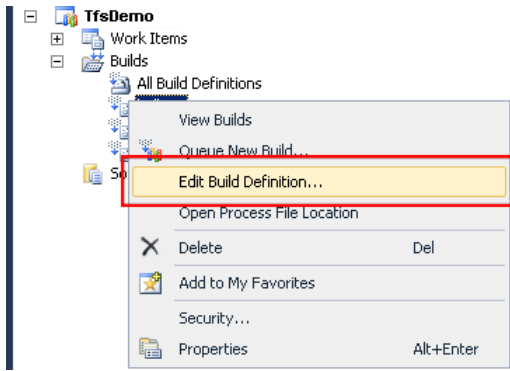 TfsDemo
Work Items
Builds
All Build Definitions
View Builds
Queue New Build...
So
Edit Build Definition...
Open Process File Location
Delete Del
Add to My Favorites
Security...
Properties Alt+Enter